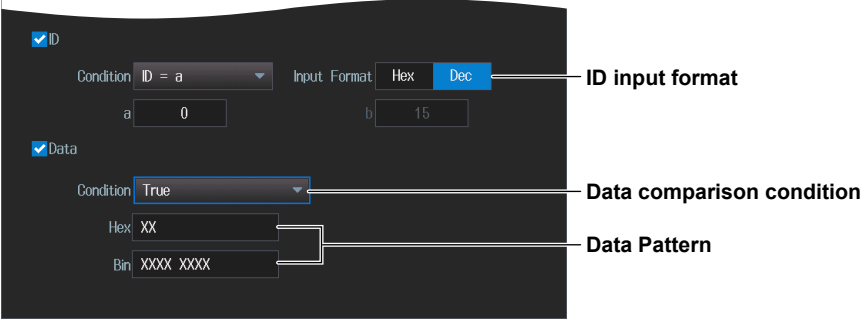 ID
Condition ID = a Input Format Hex Dec ID input format
a 0 b 15
Data
Condition True Data comparison condition
Hex XX
Data Pattern
Bin XXXX XXXX